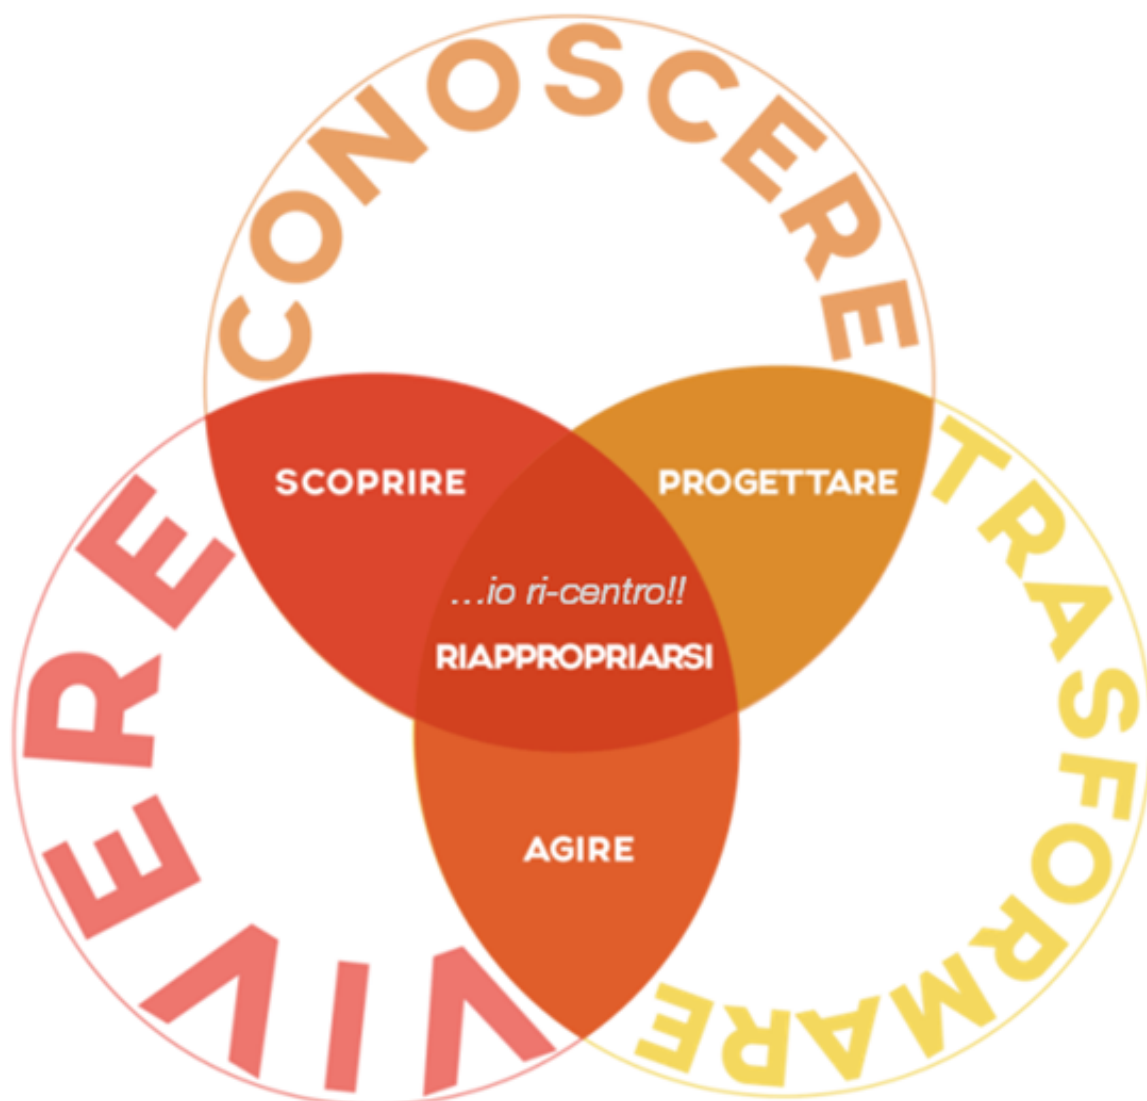 CONOSCERE
SCOPRIRE
PROGETTARE
TRASFORMARE
VIVERE
...io ri-centro!!
RIAPPROPRIARSI
AGIRE